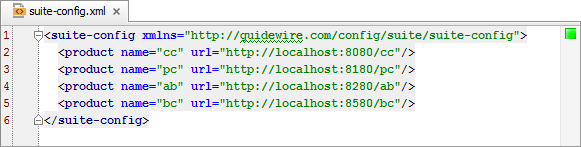 suite-config.xml
1 <suite-config xmlns="http://guidewire.com/config/suite/suite-config">
2 <product name="cc" url="http://localhost:8080/cc"/>
3 <product name="pc" url="http://localhost:8180/pc"/>
4 <product name="ab" url="http://localhost:8280/ab"/>
5 <product name="bc" url="http://localhost:8580/bc"/>
6 </suite-config>